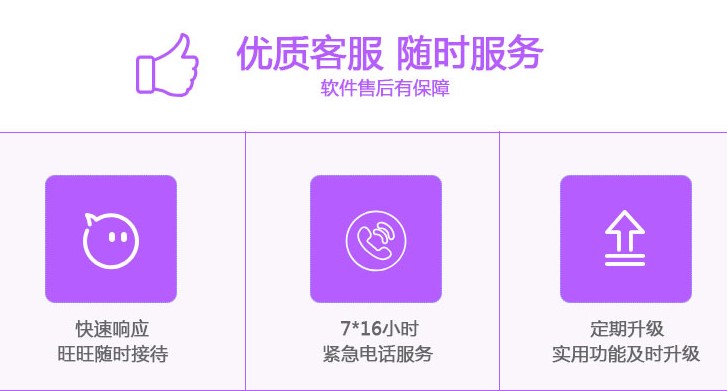 优质客服 随时服务
软件售后有保障
快速响应
旺旺随时接待
7*16小时
紧急电话服务
定期升级
实用功能及时升级